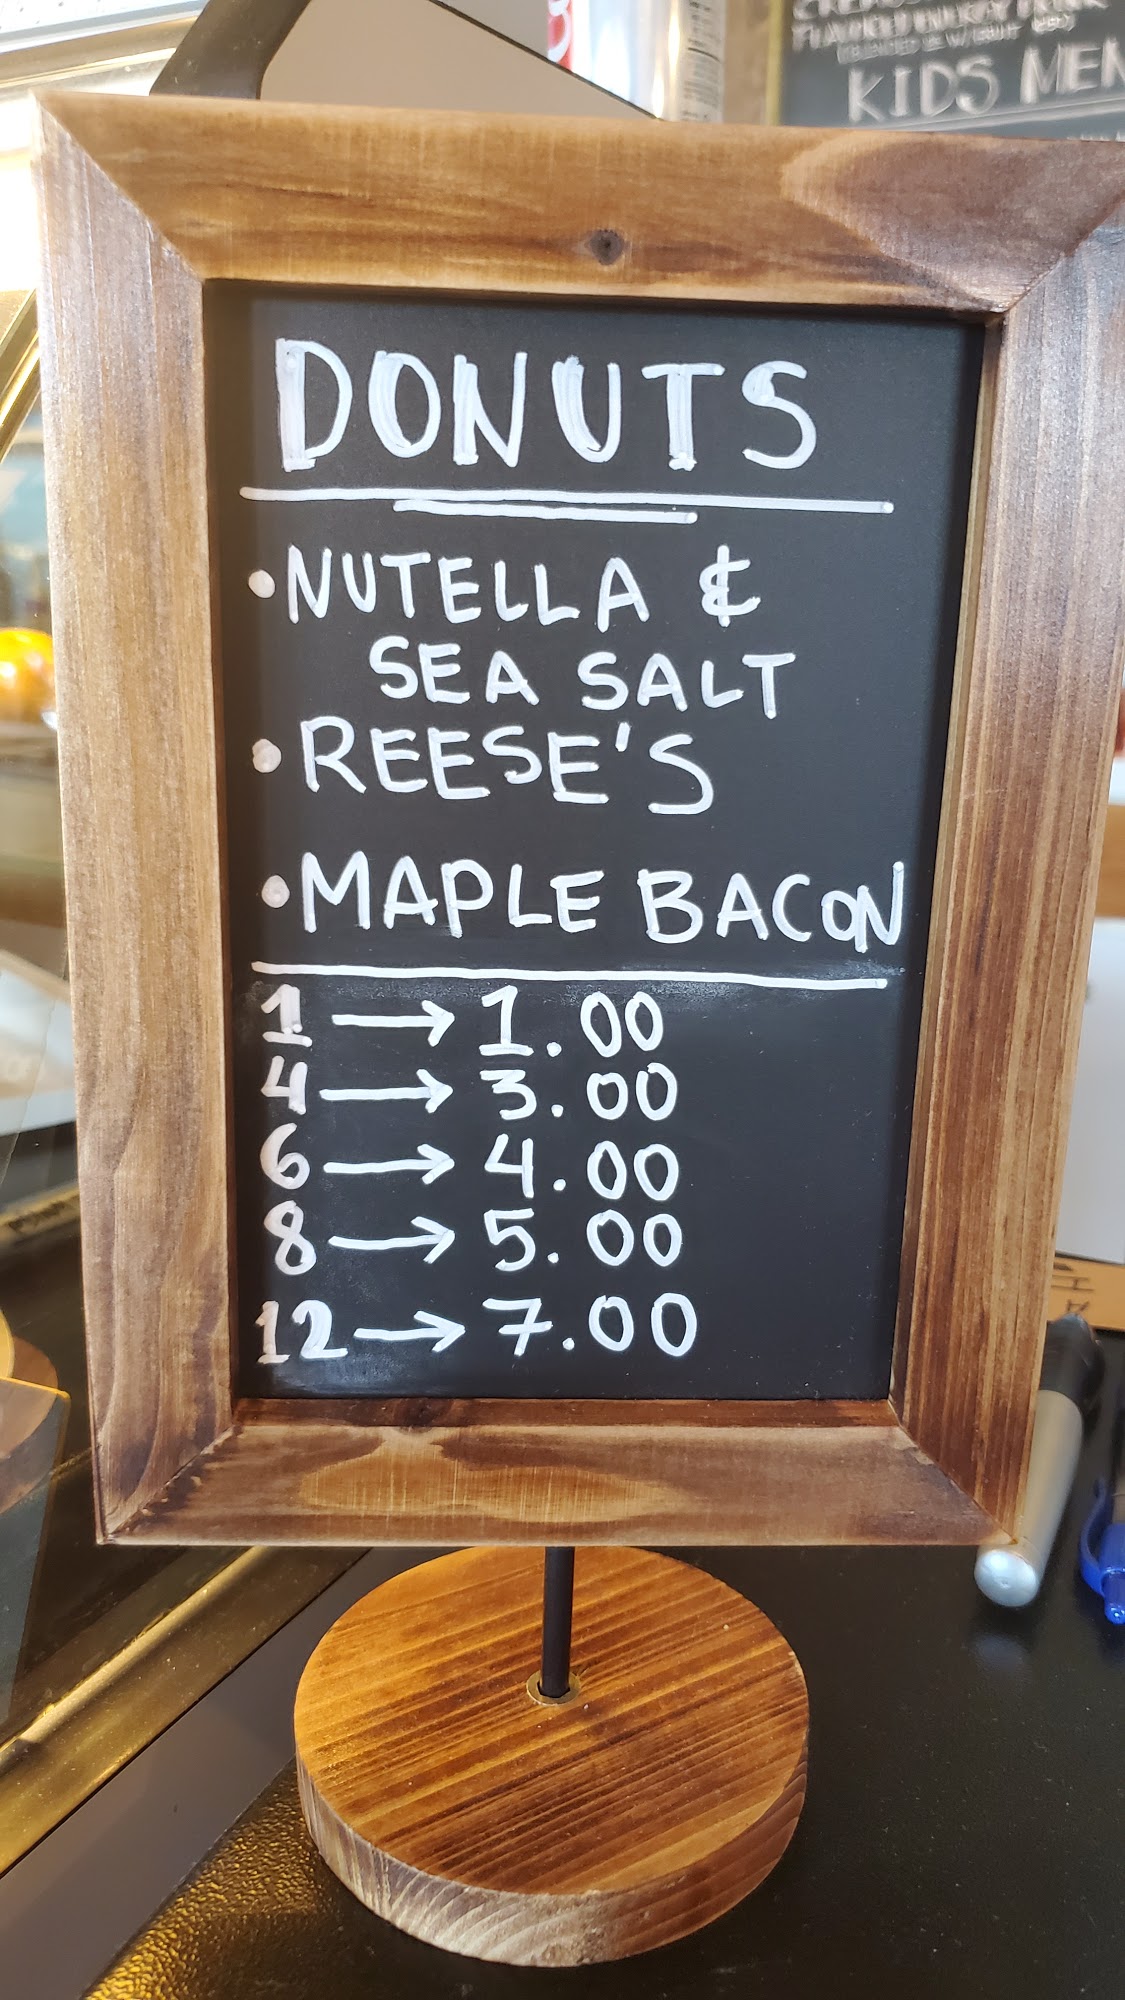 KIDS MEN
DONUTS
•NUTELLA &
SEA SALT
•REESE'S
•MAPLE BACON
1 → 1.00
4 → 3.00
6 → 4.00
8 → 5.00
12 → 7.00